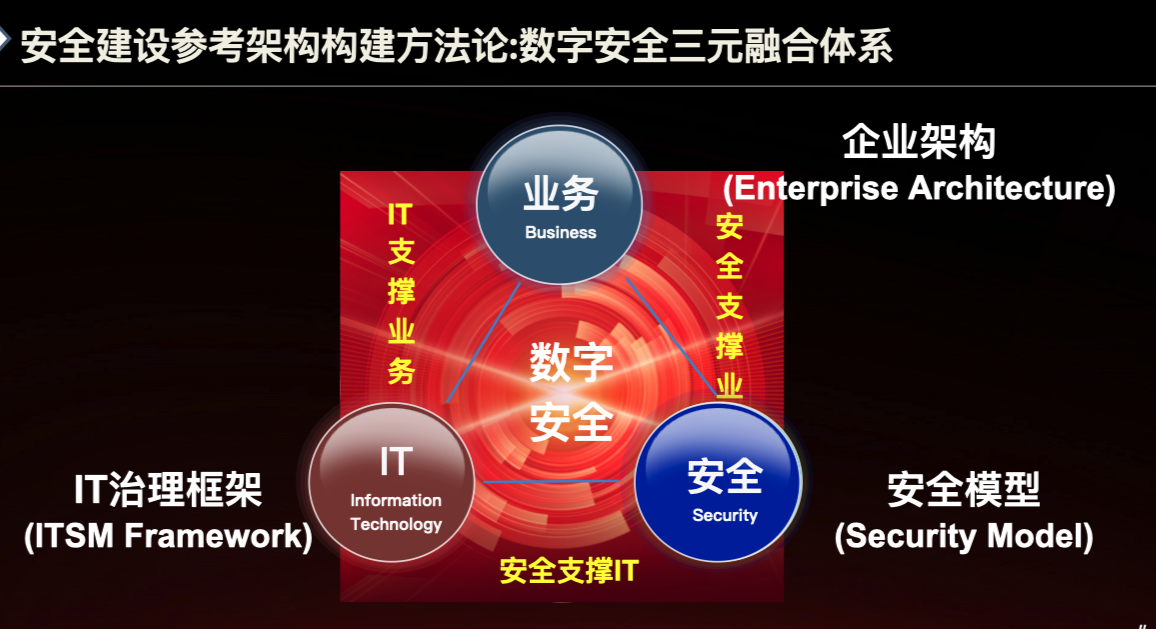 安全建设参考架构构建方法论:数字安全三元融合体系
企业架构
(Enterprise Architecture)
业务
Business
IT
支
撑
业
务
安
全
支
撑
业
数字
安全
IT
Information
Technology
安全
Security
IT治理框架
(ITSM Framework)
安全模型
(Security Model)
安全支撑IT